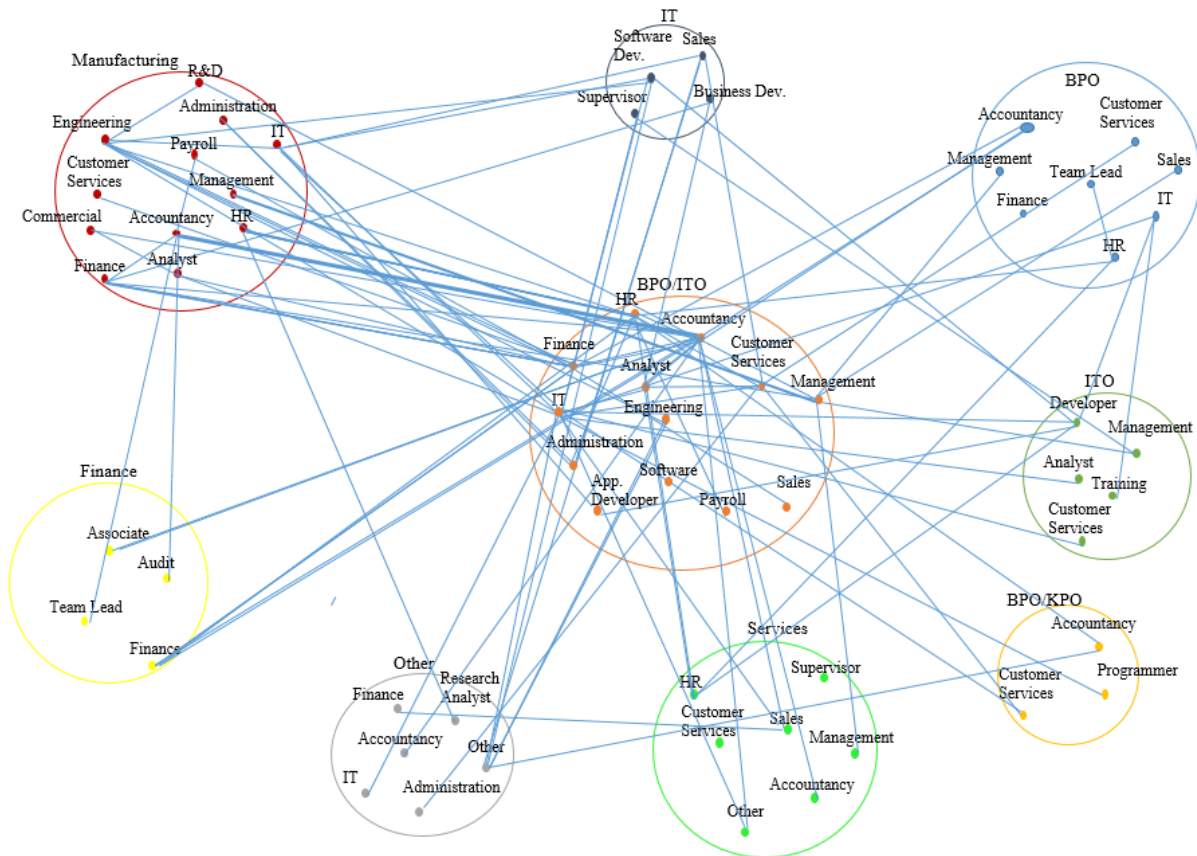 Manufacturing
R&D
Administration
Engineering
IT
Payroll
Customer
Services
Management
Commercial
Accountancy
HR
Finance
Analyst
IT
Software
Dev.
Sales
Supervisor
Business Dev.
BPO
Accountancy
Customer
Services
Management
Team Lead
Sales
Finance
IT
HR
BPO/ITO
HR
Accountancy
Finance
Analyst
Customer
Services
Management
IT
Engineering
Administration
App.
Developer
Software
Payroll
Sales
ITO
Developer
Management
Analyst
Training
Customer
Services
Finance
Associate
Audit
Team Lead
Finance
Other
Finance
Research
Analyst
Accountancy
Other
IT
Administration
Services
HR
Supervisor
Customer
Services
Sales
Management
Accountancy
Other
BPO/KPO
Accountancy
Customer
Services
Programmer